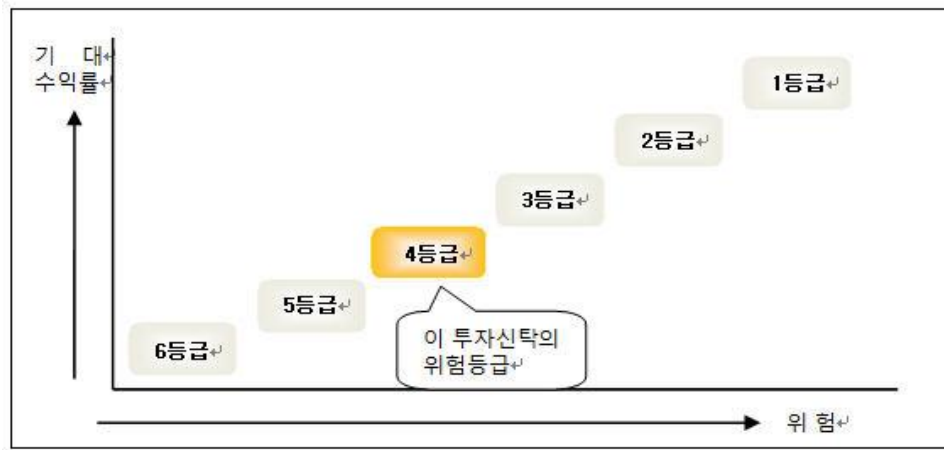 기 대↵
수익률↵
1등급↵
2등급↵
3등급↵
4등급↵
5등급↵
6등급↵
이 투자신탁의
위험등급↵
위 험↵